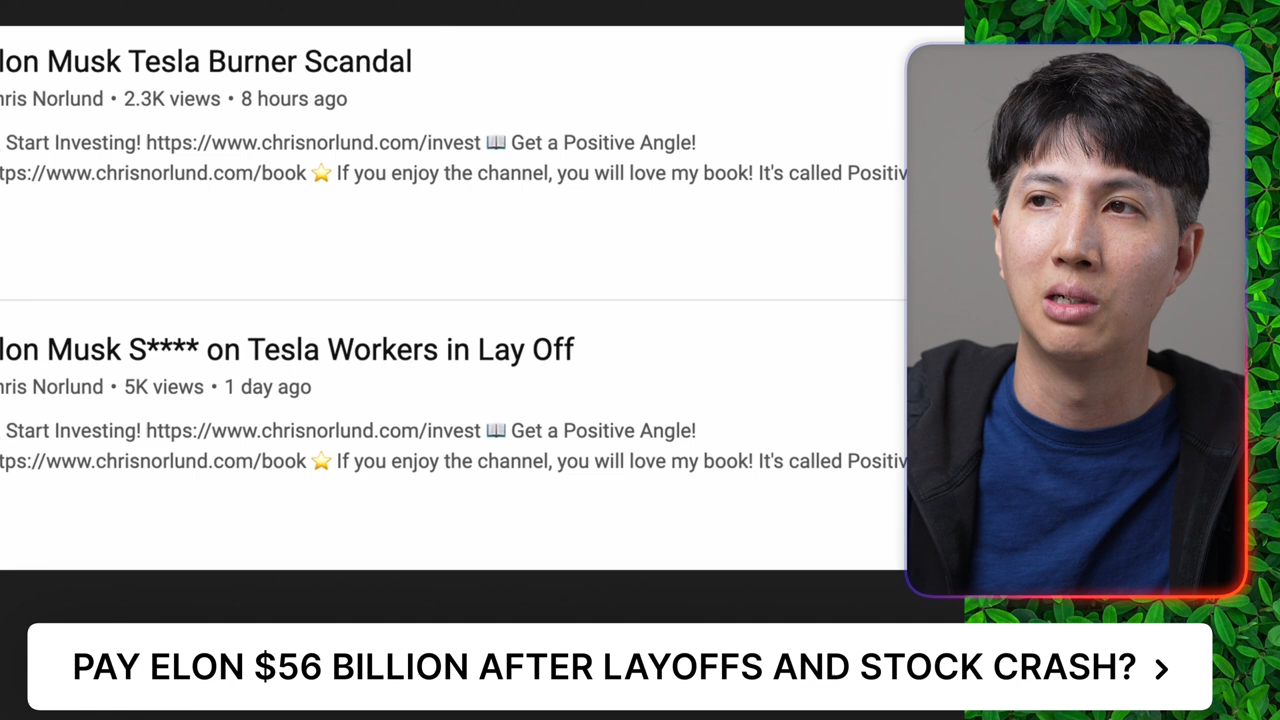 lon Musk Tesla Burner Scandal
hris Norlund • 2.3K views • 8 hours ago
Start Investing! https://www.chrisnorlund.com/invest 📖 Get a Positive Angle!
tps://www.chrisnorlund.com/book ⭐ If you enjoy the channel, you will love my book! It's called Positiv
lon Musk S**** on Tesla Workers in Lay Off
hris Norlund • 5K views • 1 day ago
Start Investing! https://www.chrisnorlund.com/invest 📖 Get a Positive Angle!
tps://www.chrisnorlund.com/book ⭐ If you enjoy the channel, you will love my book! It's called Positiv
PAY ELON $56 BILLION AFTER LAYOFFS AND STOCK CRASH? ›